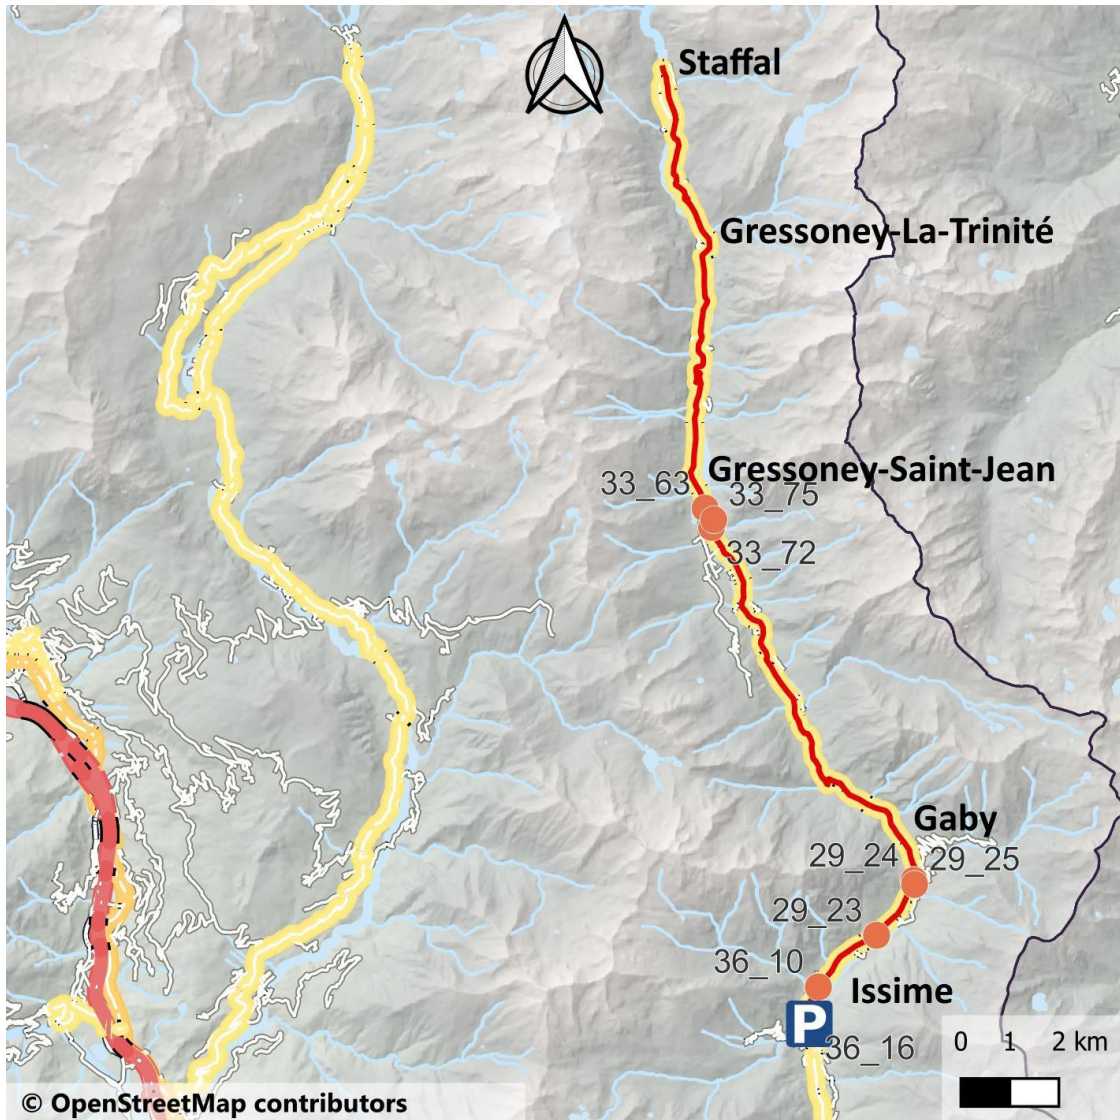 Staffal
Gressoney-La-Trinité
Gressoney-Saint-Jean
33_63
33_75
33_72
Gaby
29_24
29_25
29_23
36_10
Issime
P
36_16
0 1 2 km
© OpenStreetMap contributors